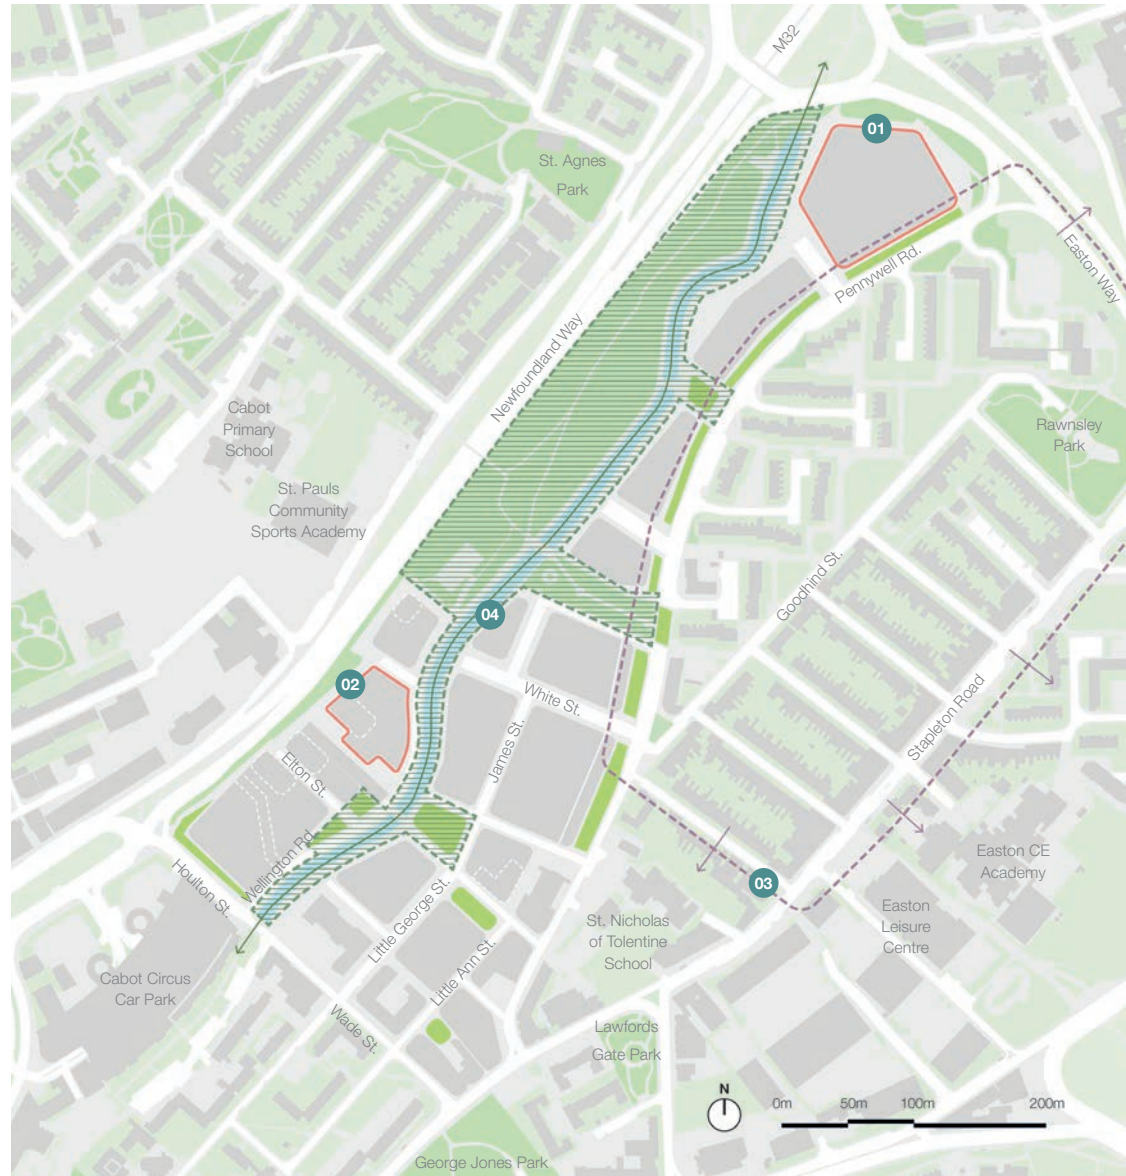 M32
01
St. Agnes
Park
Easton Way
Pennywell Rd.
Newfoundland Way
Cabot
Primary
School
Rawnsley
Park
St. Pauls
Community
Sports Academy
Goodhind St.
04
02
White St.
Stapleton Road
James St.
Elton St.
Wellington Rd.
Houlton St.
03
Easton CE
Academy
Little George St.
St. Nicholas
of Tolentine
School
Easton
Leisure
Centre
Little Ann St.
Cabot Circus
Car Park
Wade St.
Lawfords
Gate Park
N
0m 50m 100m 200m
George Jones Park